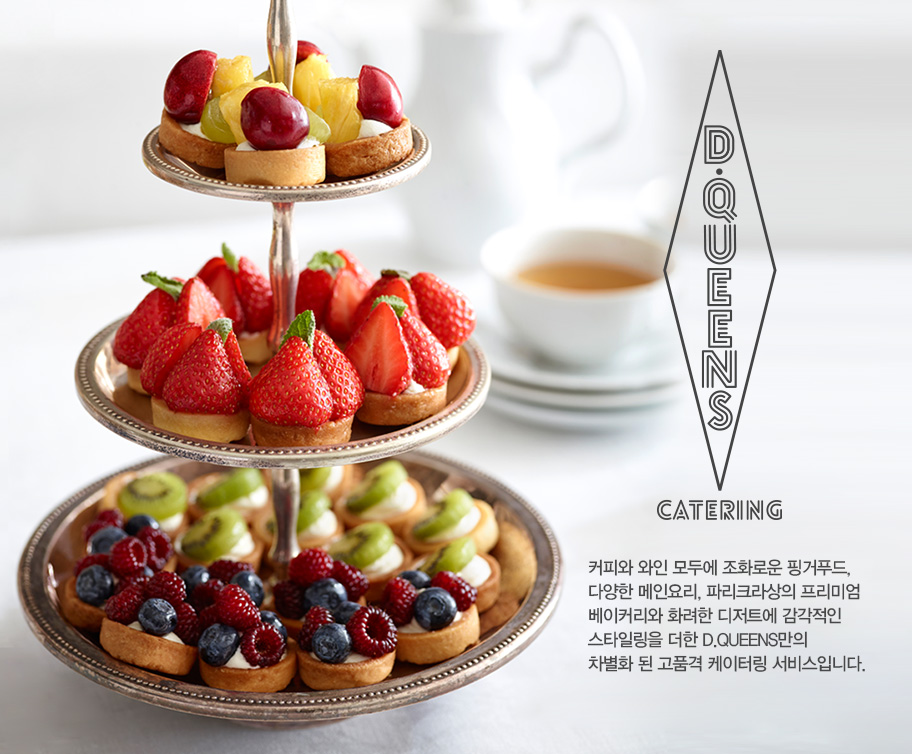 D·QUEENS
CATERING
커피와 와인 모두에 조화로운 핑거푸드,
다양한 메인요리, 파리크라상의 프리미엄
베이커리와 화려한 디저트에 감각적인
스타일링을 더한 D.QUEENS만의
차별화 된 고품격 케이터링 서비스입니다.